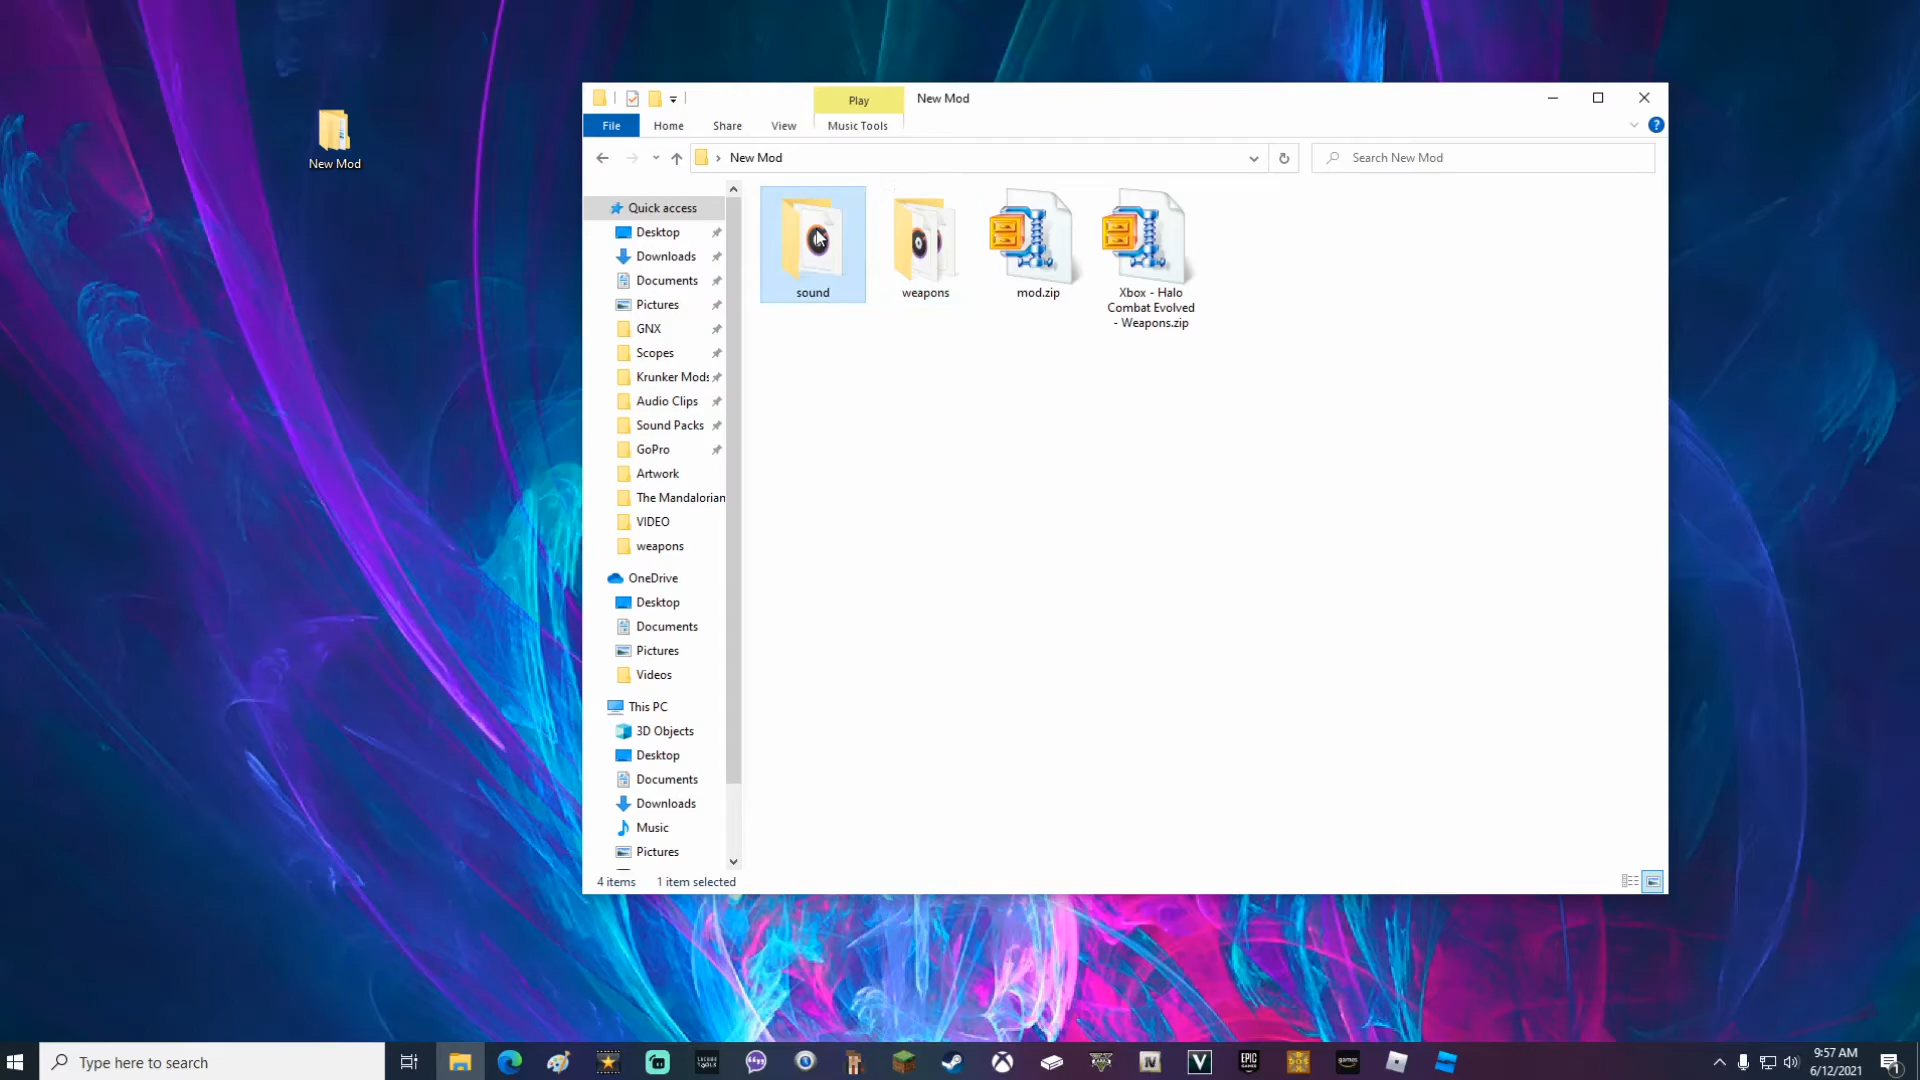 New Mod
Play
New Mod
File
Home
Share
View
Music Tools
New Mod
Search New Mod
Quick access
Desktop
Downloads
Documents
Pictures
GNX
Scopes
Krunker Mods
Audio Clips
Sound Packs
GoPro
Artwork
The Mandalorian
VIDEO
weapons
OneDrive
Desktop
Documents
Pictures
Videos
This PC
3D Objects
Desktop
Documents
Downloads
Music
Pictures
sound
weapons
mod.zip
Xbox - Halo
Combat Evolved
- Weapons.zip
4 items
1 item selected
Type here to search
9:57 AM
6/12/2021